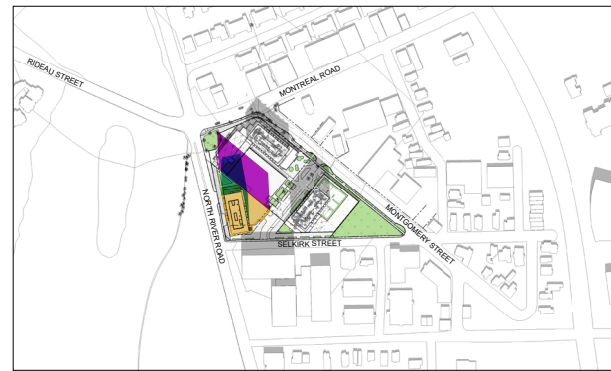 RIDEAU STREET
MONTREAL ROAD
NORTH RIVER ROAD
MONTGOMERY STREET
SELKIRK STREET